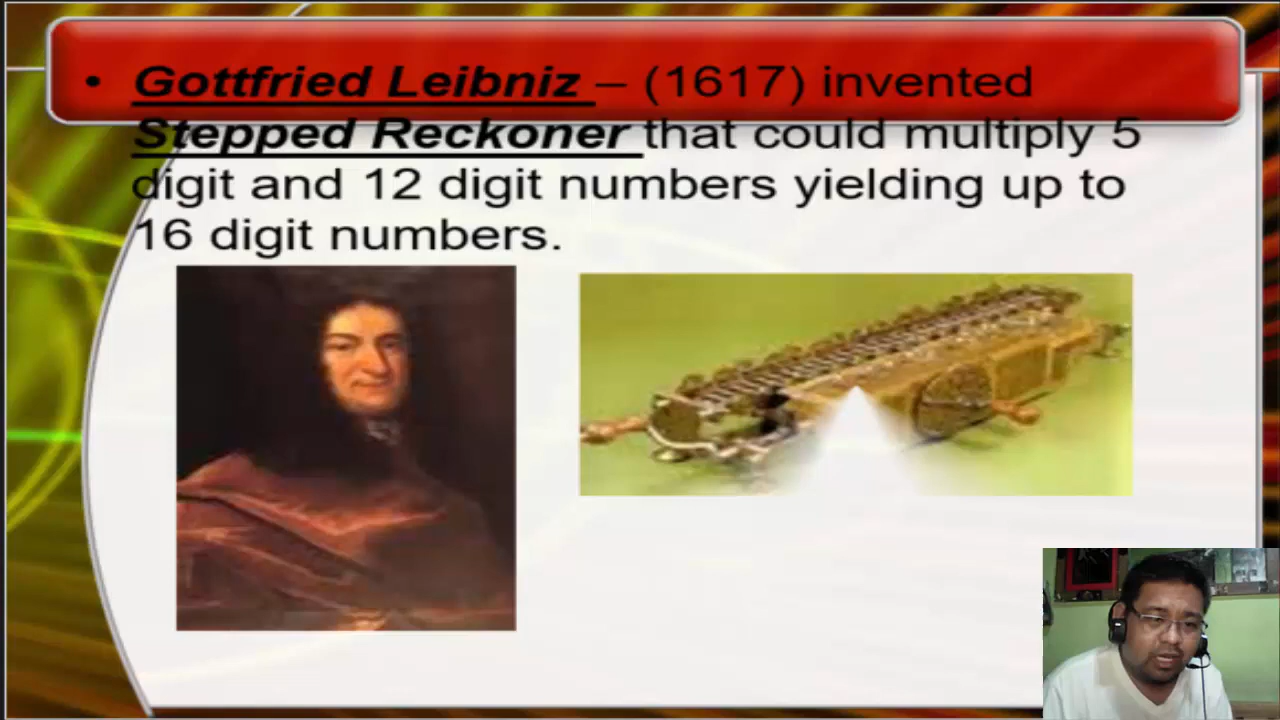 • Gottfried Leibniz – (1617) invented
Stepped Reckoner that could multiply 5
digit and 12 digit numbers yielding up to
16 digit numbers.